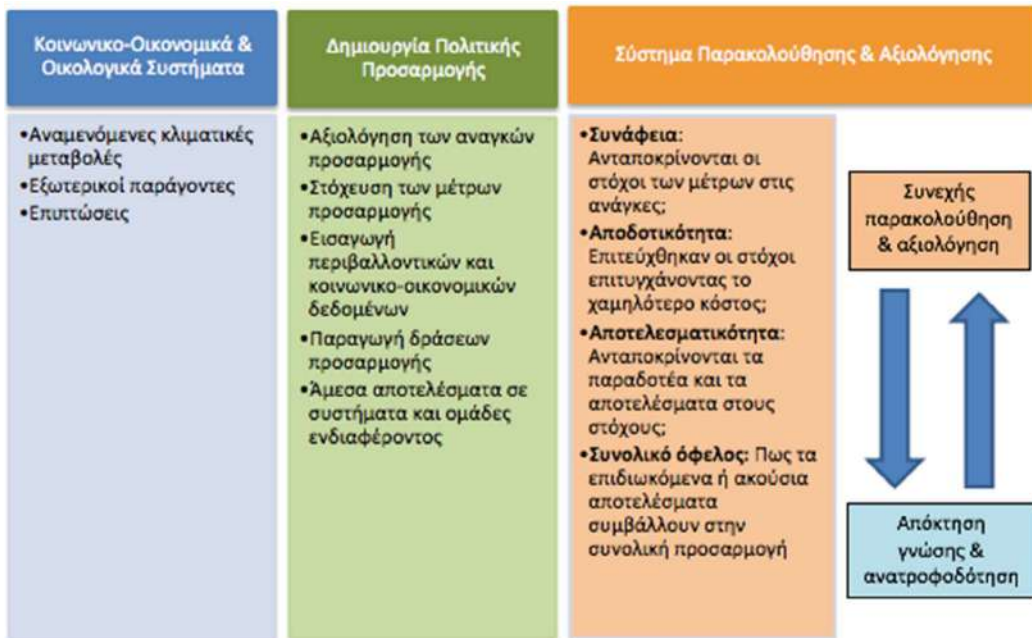 Κοινωνικο-Οικονομικά &
Οικολογικά Συστήματα
•Αναμενόμενες κλιματικές
μεταβολές
•Εξωτερικοί παράγοντες
•Επιπτώσεις
Δημιουργία Πολιτικής
Προσαρμογής
•Αξιολόγηση των αναγκών
προσαρμογής
•Στόχευση των μέτρων
προσαρμογής
•Εισαγωγή
περιβαλλοντικών και
κοινωνικο-οικονομικών
δεδομένων
•Παραγωγή δράσεων
προσαρμογής
•Άμεσα αποτελέσματα σε
συστήματα και ομάδες
ενδιαφέροντος
Σύστημα Παρακολούθησης & Αξιολόγησης
•Συνάφεια:
Ανταποκρίνονται οι
στόχοι των μέτρων στις
ανάγκες;
•Αποδοτικότητα:
Επιτεύχθηκαν οι στόχοι
επιτυγχάνοντας το
χαμηλότερο κόστος;
•Αποτελεσματικότητα:
Ανταποκρίνονται τα
παραδοτέα και τα
αποτελέσματα στους
στόχους;
•Συνολικό όφελος: Πως τα
επιδιωκόμενα ή ακούσια
αποτελέσματα
συμβάλλουν στην
συνολική προσαρμογή
Συνεχής
παρακολούθηση
& αξιολόγηση
Απόκτηση
γνώσης &
ανατροφοδότηση